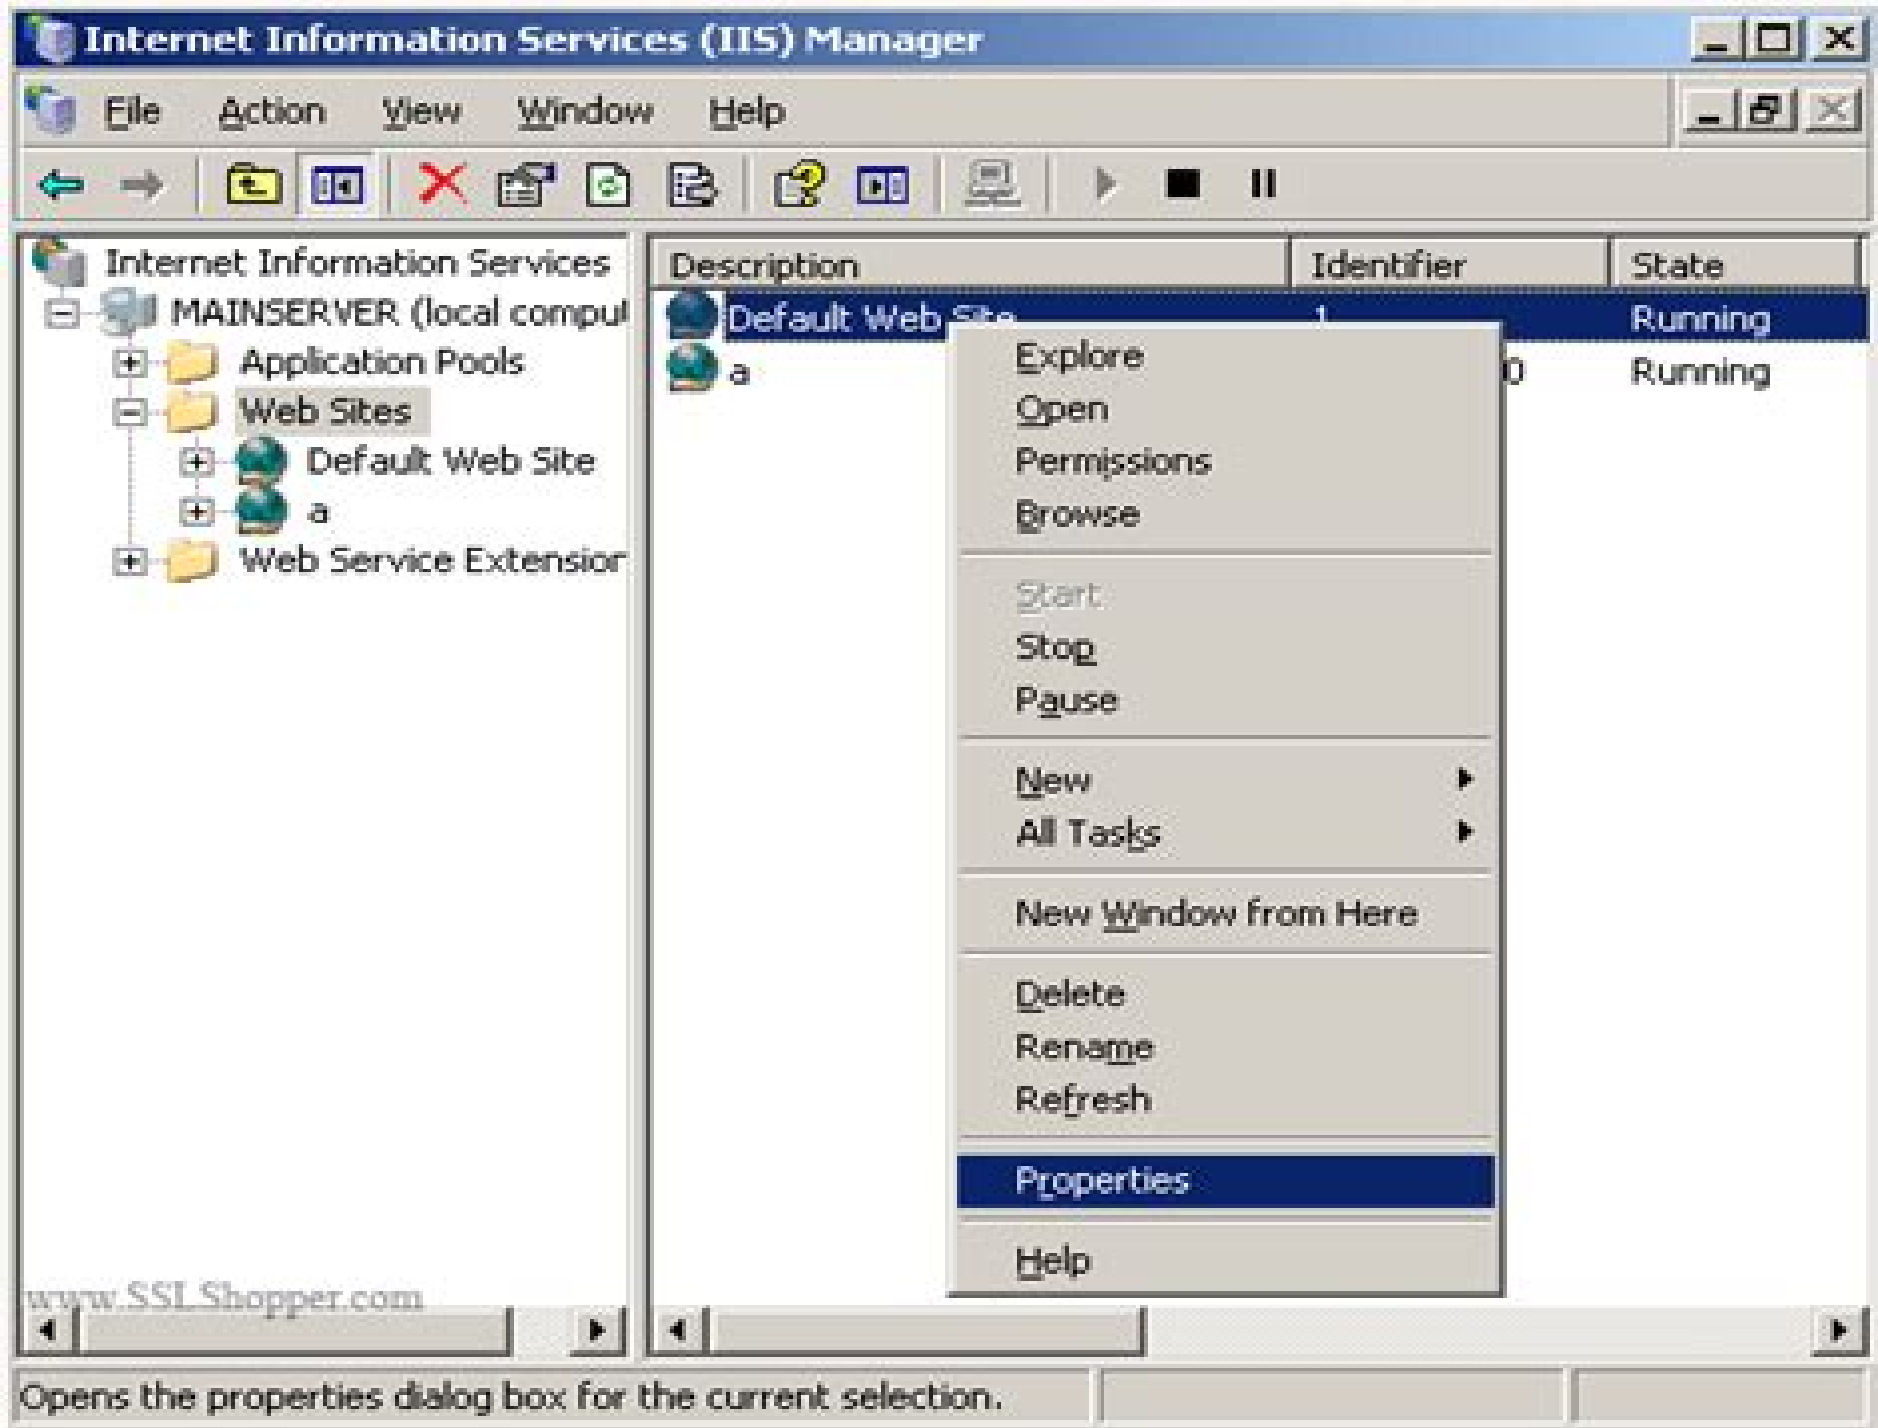 Internet Information Services (IIS) Manager
File Action View Window Help
Internet Information Services
MAINSERVER (local comput
Application Pools
Web Sites
Default Web Site
a
Web Service Extension
Description Identifier State
Default Web Site 1 Running
a 0 Running
Explore
Open
Permissions
Browse
Start
Stop
Pause
New
All Tasks
New Window from Here
Delete
Rename
Refresh
Properties
Help
www.SSLShopper.com
Opens the properties dialog box for the current selection.